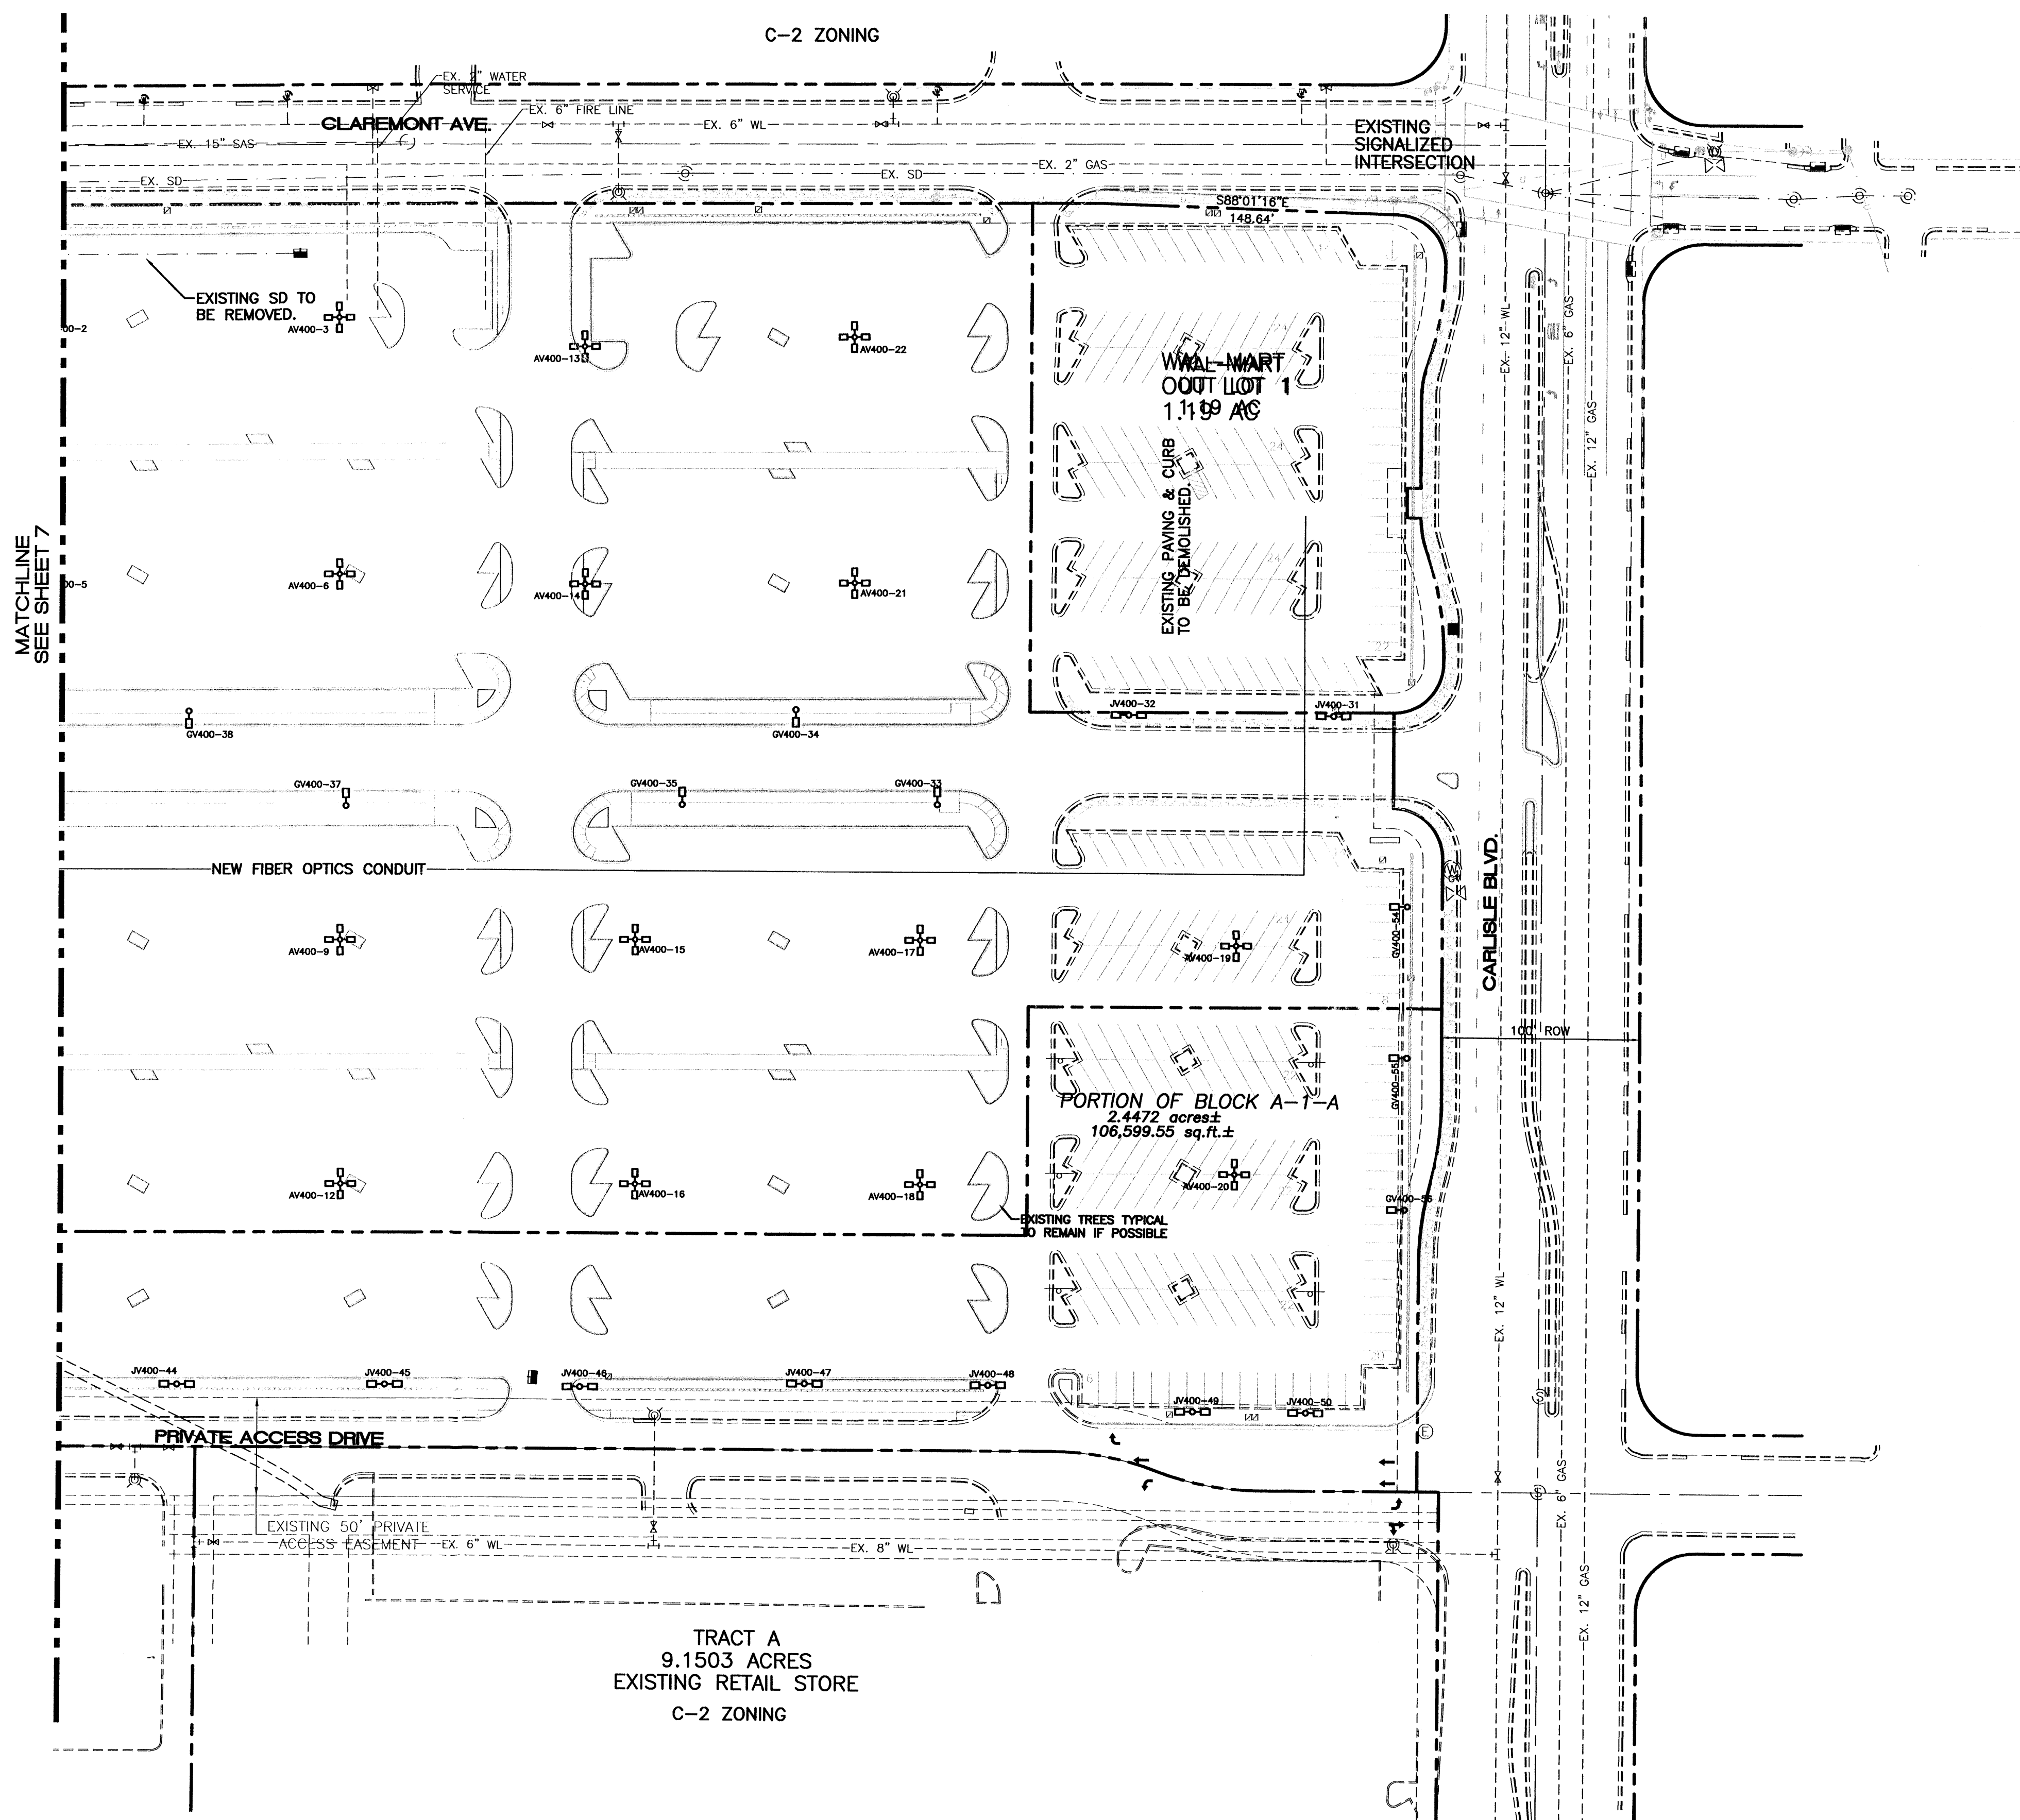 C-2 ZONING
EX. 2" WATER
SERVICE
EX. 6" FIRE LINE
CLAREMONT AVE.
EX. 6" WL
EX. 15" SAS
EX. 2" GAS
EX. SD
EX. SD
EXISTING
SIGNALIZED
INTERSECTION
S88°01'16"E
148.64'
EXISTING SD TO
BE REMOVED.
00-2
AV400-3
AV400-13
AV400-22
WAL-MART
OUT LOT 1
1.19 AC
EX. 12" WL
EX. 6" GAS
EX. 12" GAS
24
EXISTING PAVING & CURB
TO BE DEMOLISHED.
MATCHLINE
SEE SHEET 7
00-5
AV400-6
AV400-14
AV400-21
24
22
JV400-32
JV400-31
GV400-38
GV400-34
GV400-37
GV400-35
GV400-33
NEW FIBER OPTICS CONDUIT
CARLISLE BLVD.
GV400-54
AV400-9
AV400-15
AV400-17
AV400-19
100' ROW
GV400-55
PORTION OF BLOCK A-1-A
2.4472 acres±
106,599.55 sq.ft.±
AV400-12
AV400-16
AV400-18
AV400-20
GV400-56
EXISTING TREES TYPICAL
TO REMAIN IF POSSIBLE
EX. 12" WL
22
JV400-44
JV400-45
JV400-46
JV400-47
JV400-48
JV400-49
JV400-50
E
S
S
PRIVATE ACCESS DRIVE
EX. 6" GAS
EXISTING 50' PRIVATE
ACCESS EASEMENT
EX. 6" WL
EX. 8" WL
EX. 12" GAS
TRACT A
9.1503 ACRES
EXISTING RETAIL STORE
C-2 ZONING